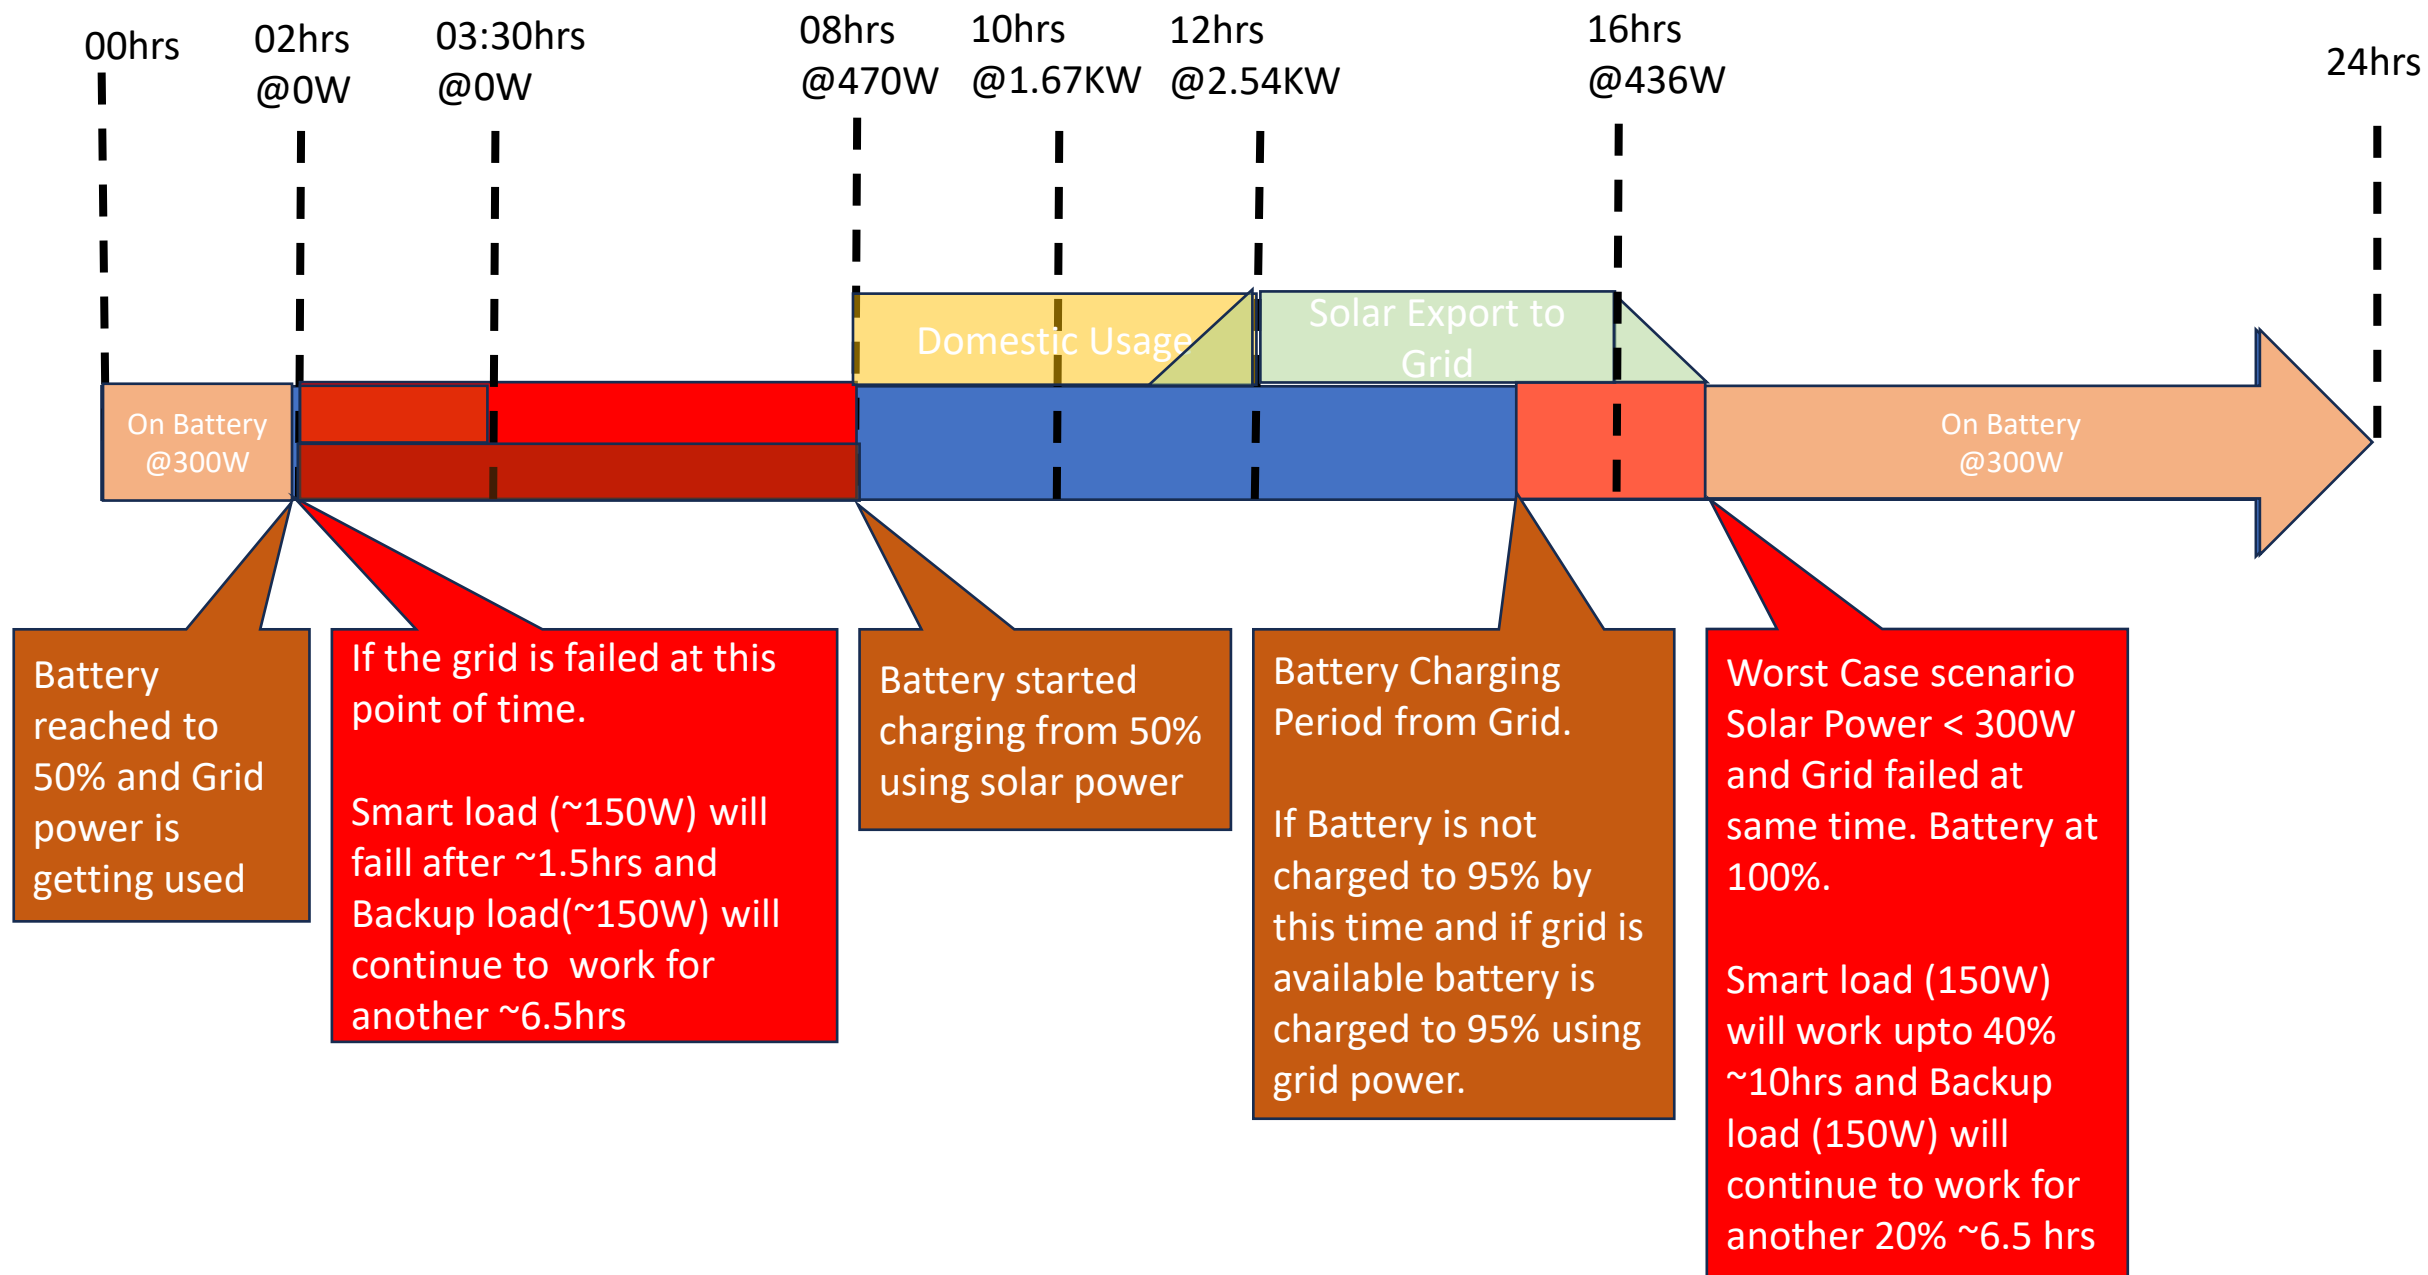 00hrs
02hrs
@0W
03:30hrs
@0W
08hrs
@470W
10hrs
@1.67KW
12hrs
@2.54KW
16hrs
@436W
24hrs
Domestic Usage
Solar Export to
Grid
On Battery
@300W
On Battery
@300W
Battery
reached to
50% and Grid
power is
getting used
If the grid is failed at this
point of time.
Smart load (~150W) will
faill after ~1.5hrs and
Backup load(~150W) will
continue to  work for
another ~6.5hrs
Battery started
charging from 50%
using solar power
Battery Charging
Period from Grid.
If Battery is not
charged to 95% by
this time and if grid is
available battery is
charged to 95% using
grid power.
Worst Case scenario
Solar Power < 300W
and Grid failed at
same time. Battery at
100%.
Smart load (150W)
will work upto 40%
~10hrs and Backup
load (150W) will
continue to work for
another 20% ~6.5 hrs